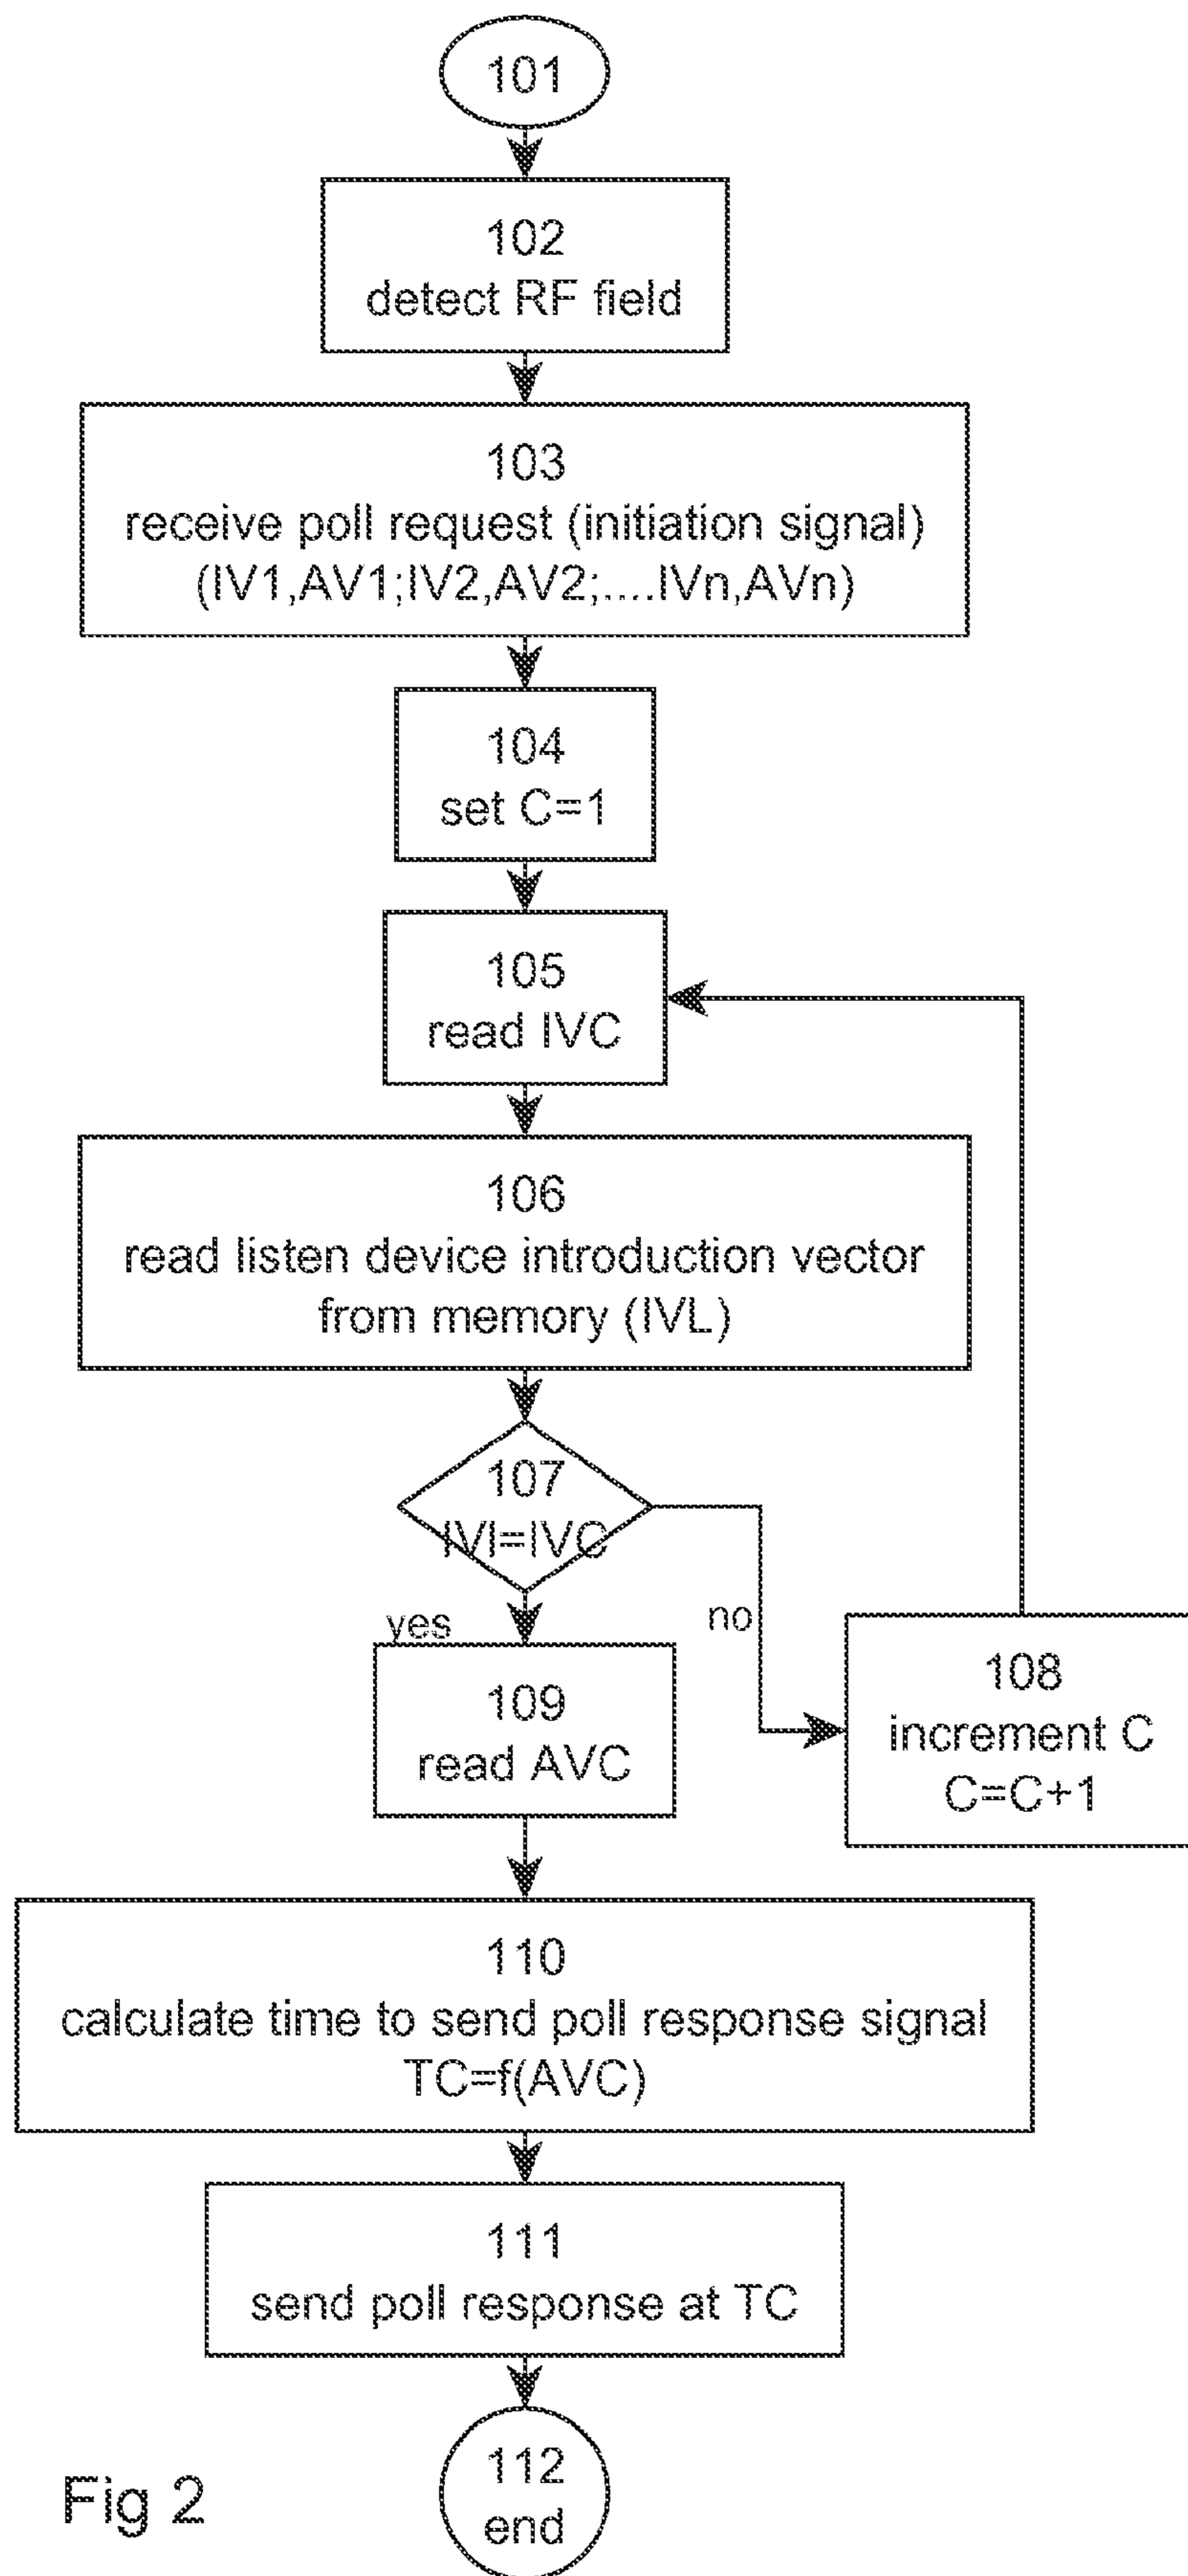 101
102
detect RF field
103
receive poll request (initiation signal)
(IV1,AV1;IV2,AV2;....IVn,AVn)
104
set C=1
105
read IVC
106
read listen device introduction vector
from memory (IVL)
107
IVI=IVC
yes
no
108
increment C
C=C+1
109
read AVC
110
calculate time to send poll response signal
TC=f(AVC)
111
send poll response at TC
112
end
Fig 2